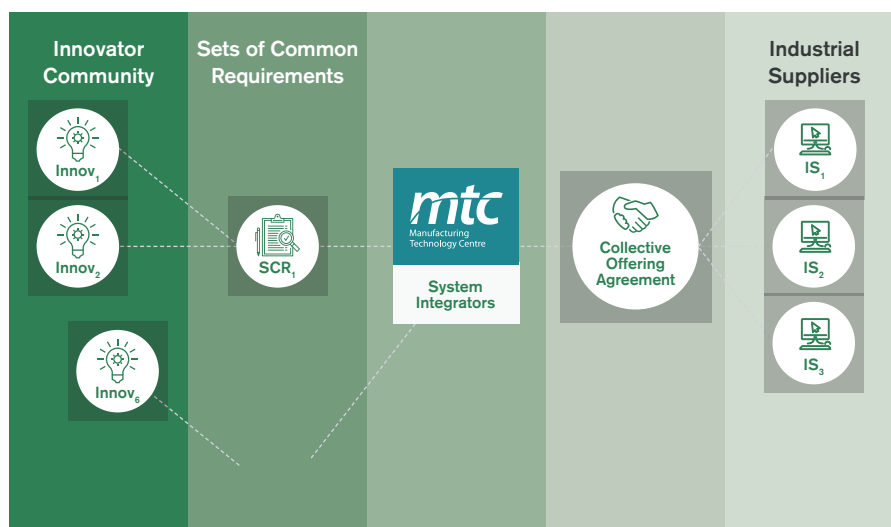 Innovator
Community
Sets of Common
Requirements
Industrial
Suppliers
Innov1
Innov2
Innov6
SCR1
mtc
Manufacturing
Technology Centre
System
Integrators
Collective
Offering
Agreement
IS1
IS2
IS3